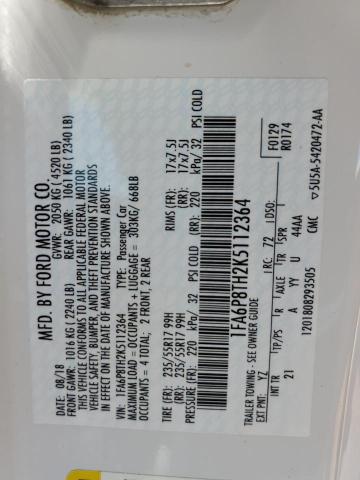 MFD. BY FORD MOTOR CO.
DATE: 08/18 GVWR: 2050 KG ( 4520 LB)
FRONT GAWR: 1016 KG (2240 LB) REAR GAWR: 1061 KG (2340 LB)
THIS VEHICLE CONFORMS TO ALL APPLICABLE FEDERAL MOTOR
VEHICLE SAFETY, BUMPER, AND THEFT PREVENTION STANDARDS
IN EFFECT ON THE DATE OF MANUFACTURE SHOWN ABOVE.
VIN: 1FA6P8TH2K5112364 TYPE: Passenger Car
MAXIMUM LOAD = OCCUPANTS + LUGGAGE = 303KG/ 668LB
OCCUPANTS = 4 TOTAL; 2 FRONT, 2 REAR
TIRE (FR): 235/55R17 99H RIMS (FR): 17x7.5J
PRESSURE (FR): 220 kPa/ 32 PSI COLD
TIRE (RR): 235/55R17 99H RIMS (RR): 17x7.5J
PRESSURE (RR): 220 kPa/ 32 PSI COLD
1FA6P8TH2K5112364
TRAILER TOWING - SEE OWNER GUIDE
F0129
R0174
EXT PNT: YZ RC: 72 DSO:
INT TR TP/PS R AXLE TR SPR
21 A YY U 44AA
1201808293505 CMC ▽5U5A-5420472-AA